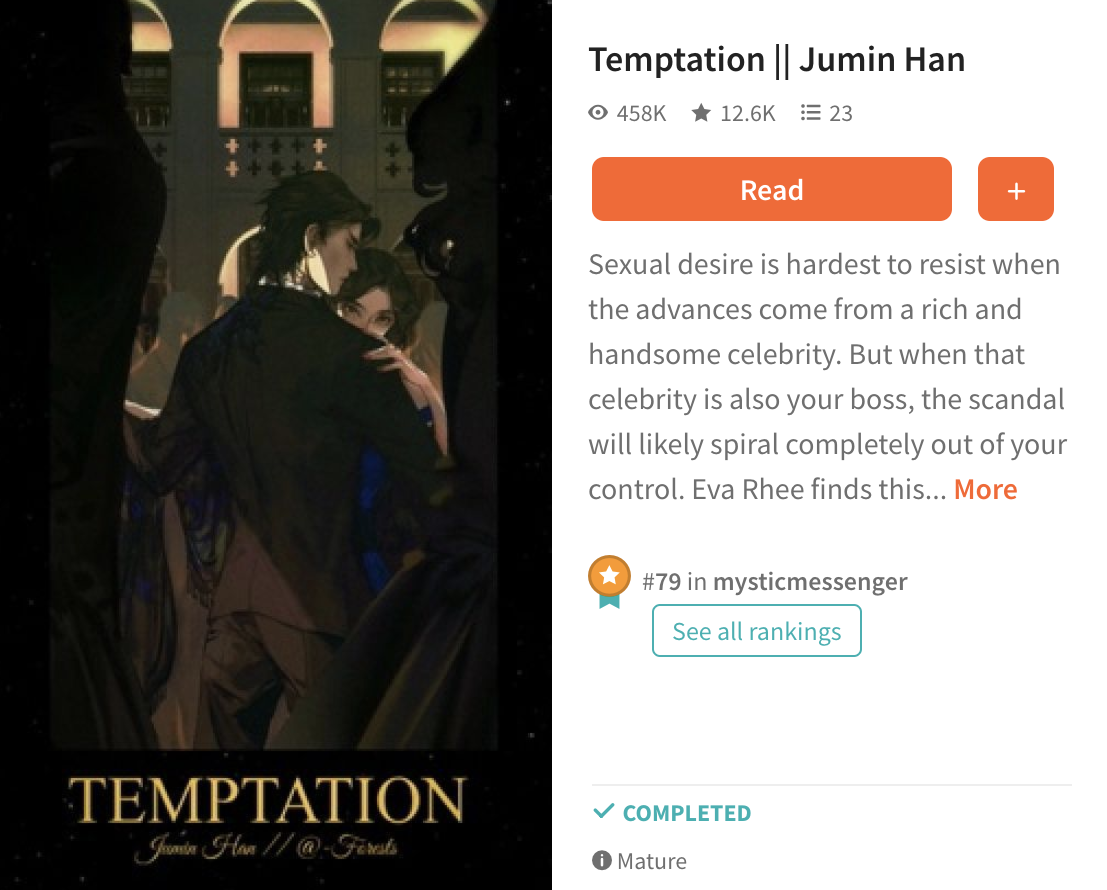 TEMPTATION
Jumin Han // @-Forests
Temptation || Jumin Han
458K 12.6K 23
Read +
Sexual desire is hardest to resist when
the advances come from a rich and
handsome celebrity. But when that
celebrity is also your boss, the scandal
will likely spiral completely out of your
control. Eva Rhee finds this... More
#79 in mysticmessenger
See all rankings
COMPLETED
Mature